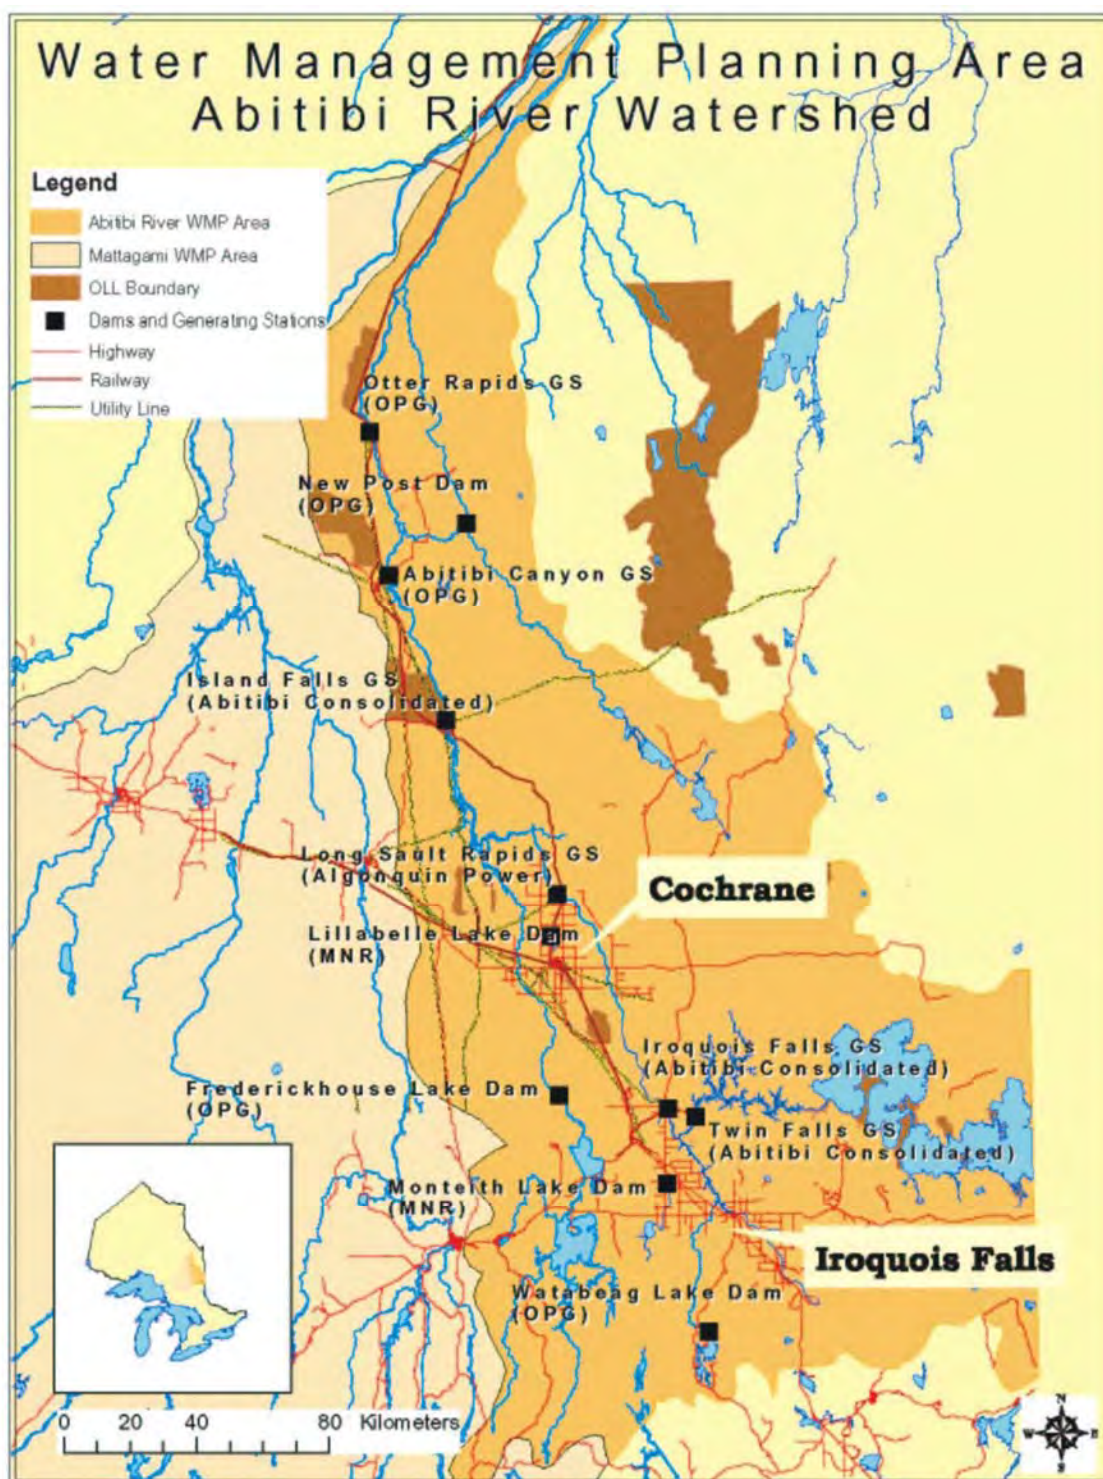 Water Management Planning Area
Abitibi River Watershed
Legend
Abitibi River WMP Area
Mattagami WMP Area
OLL Boundary
Dams and Generating Stations
Highway
Railway
Utility Line
Otter Rapids GS
(OPG)
New Post Dam
(OPG)
Abitibi Canyon GS
(OPG)
Island Falls GS
(Abitibi Consolidated)
Long Sault Rapids GS
(Algonquin Power)
Cochrane
Lillabelle Lake Dam
(MNR)
Iroquois Falls GS
(Abitibi Consolidated)
Frederickhouse Lake Dam
(OPG)
Twin Falls GS
(Abitibi Consolidated)
Monteith Lake Dam
(MNR)
Iroquois Falls
Watabeag Lake Dam
(OPG)
0 20 40 80 Kilometers
N
W E
S